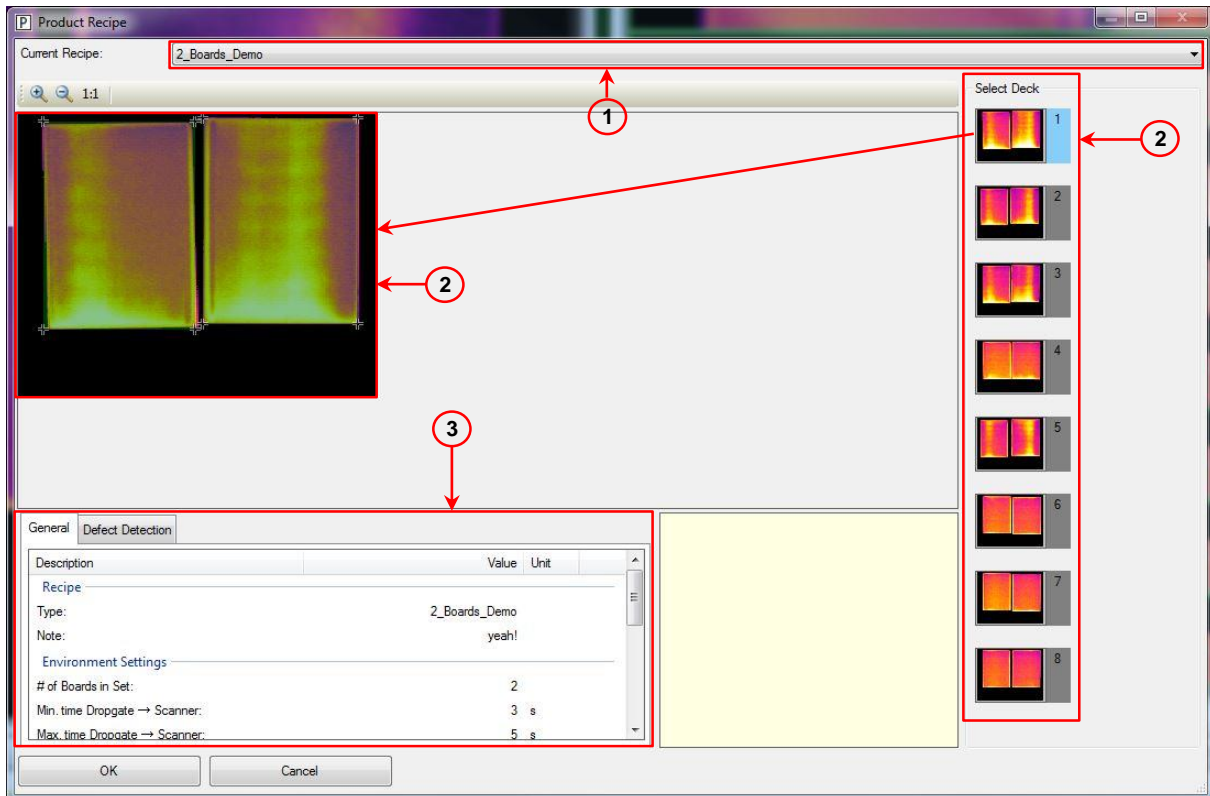 P Product Recipe
Current Recipe: 2_Boards_Demo
1:1
Select Deck
1
1
2
2
2
3
2
4
3
5
6
7
8
General Defect Detection
Description Value Unit
Recipe
Type: 2_Boards_Demo
Note: yeah!
Environment Settings
# of Boards in Set: 2
Min. time Dropgate → Scanner: 3 s
Max. time Dropgate → Scanner: 5 s
OK Cancel